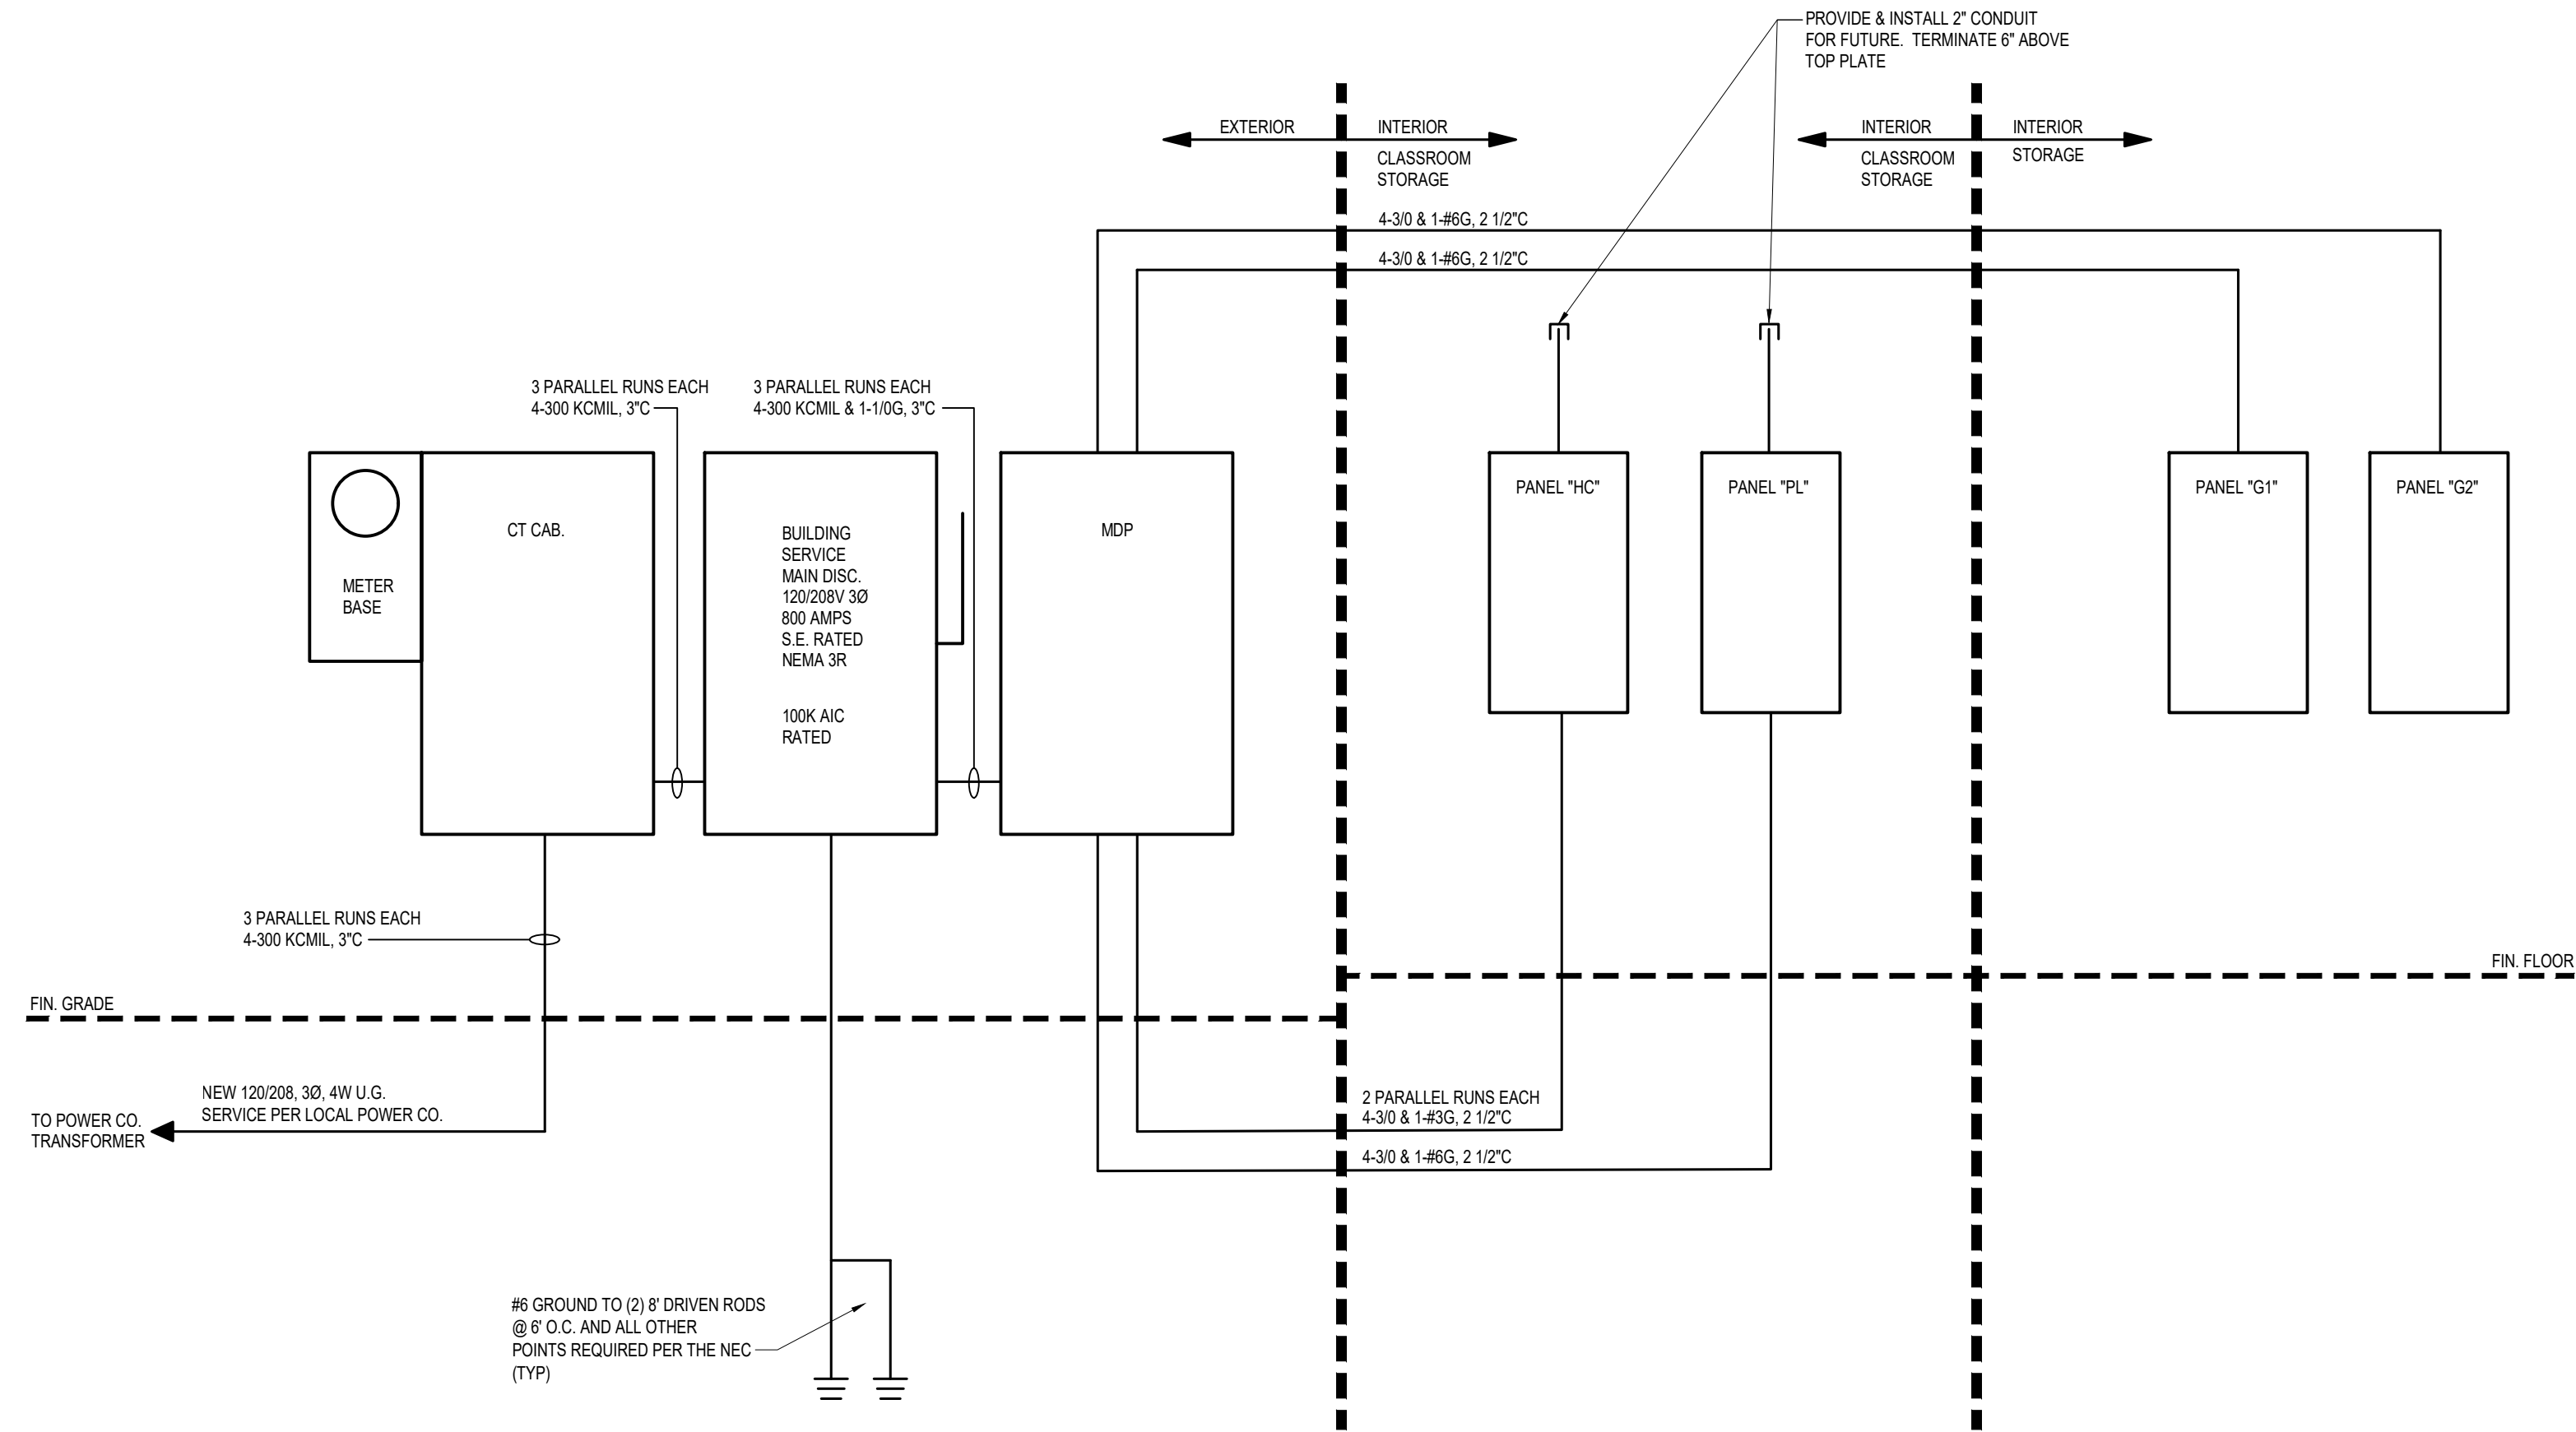 PROVIDE & INSTALL 2" CONDUIT
FOR FUTURE. TERMINATE 6" ABOVE
TOP PLATE
EXTERIOR
INTERIOR
CLASSROOM
STORAGE
INTERIOR
CLASSROOM
STORAGE
INTERIOR
STORAGE
4-3/0 & 1-#6G, 2 1/2"C
4-3/0 & 1-#6G, 2 1/2"C
3 PARALLEL RUNS EACH
4-300 KCMIL, 3"C
3 PARALLEL RUNS EACH
4-300 KCMIL & 1-1/0G, 3"C
METER
BASE
CT CAB.
BUILDING
SERVICE
MAIN DISC.
120/208V 3Ø
800 AMPS
S.E. RATED
NEMA 3R
100K AIC
RATED
MDP
PANEL "HC"
PANEL "PL"
PANEL "G1"
PANEL "G2"
3 PARALLEL RUNS EACH
4-300 KCMIL, 3"C
FIN. GRADE
FIN. FLOOR
NEW 120/208, 3Ø, 4W U.G.
SERVICE PER LOCAL POWER CO.
TO POWER CO.
TRANSFORMER
2 PARALLEL RUNS EACH
4-3/0 & 1-#3G, 2 1/2"C
4-3/0 & 1-#6G, 2 1/2"C
#6 GROUND TO (2) 8' DRIVEN RODS
@ 6' O.C. AND ALL OTHER
POINTS REQUIRED PER THE NEC
(TYP)